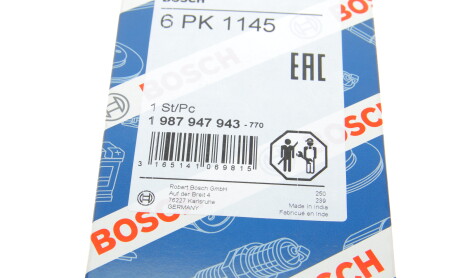 BOSCH
6 PK 1145
EAC
BOSCH
1 St/Pc
1 987 947 943 - 770
3 165141 069815
Robert Bosch GmbH
Auf der Breit 4
76227 Karlsruhe
GERMANY
250
239
Made in India
Fabriqué en Inde
BOSCH